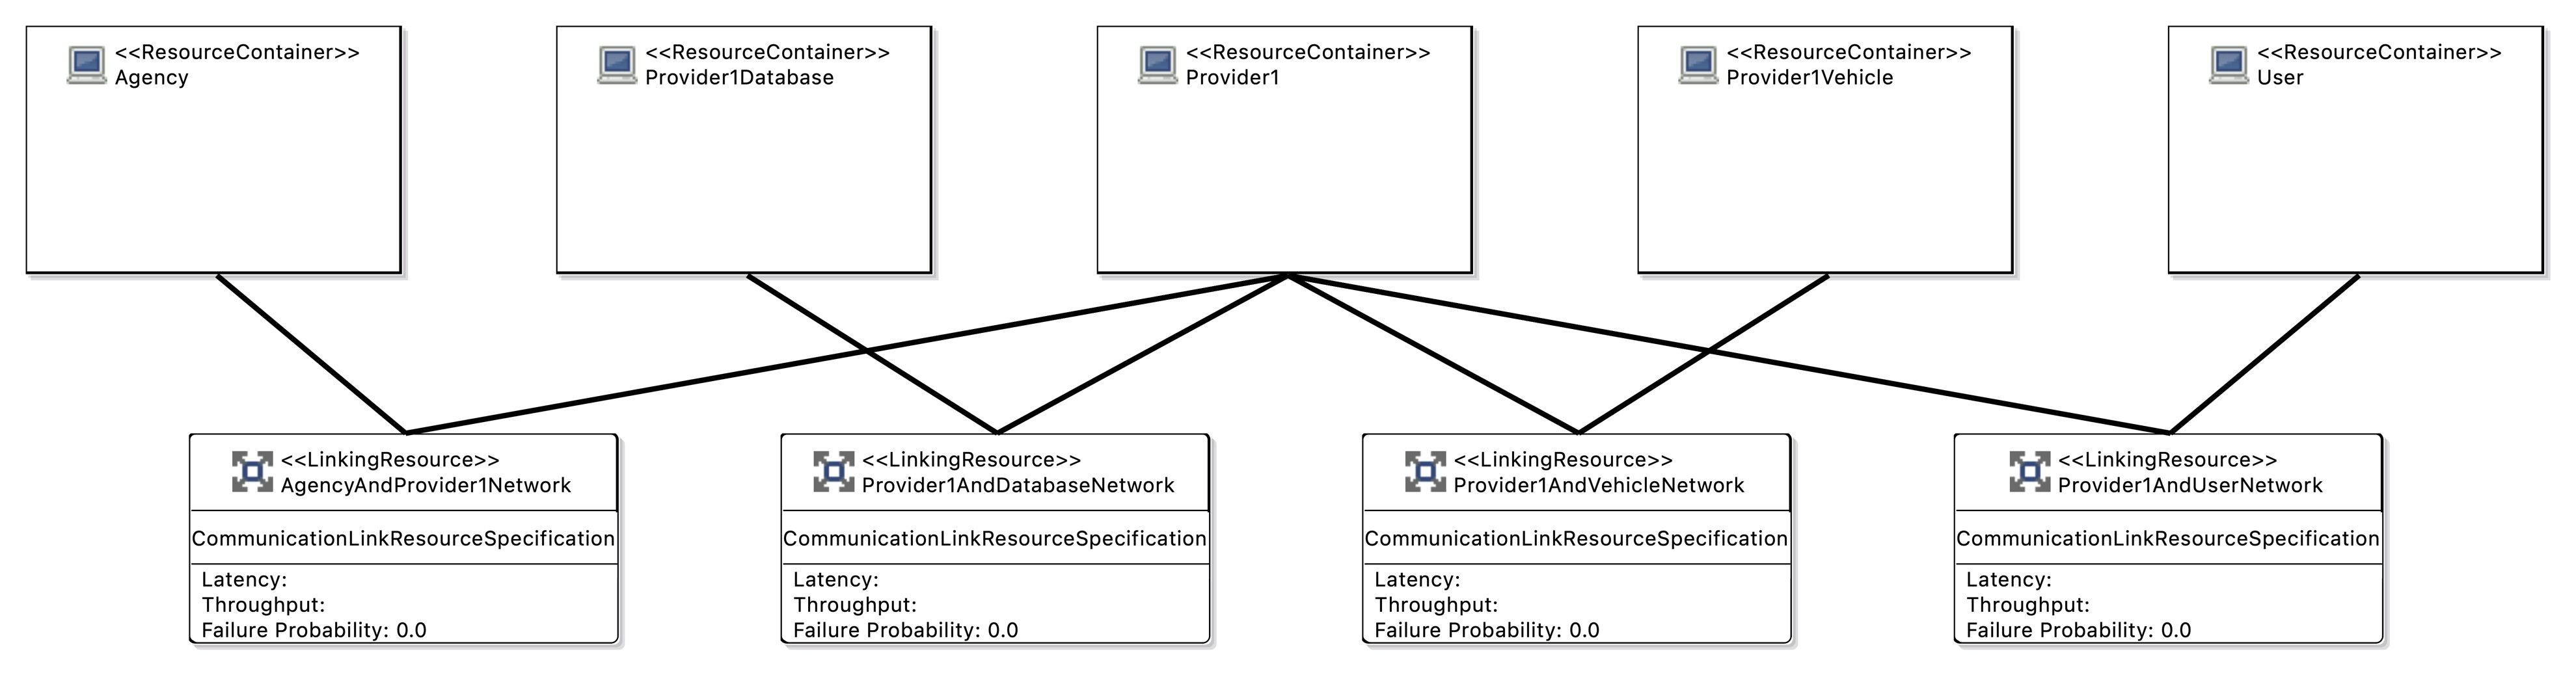 <<ResourceContainer>>
Agency
<<ResourceContainer>>
Provider1Database
<<ResourceContainer>>
Provider1
<<ResourceContainer>>
Provider1Vehicle
<<ResourceContainer>>
User
<<LinkingResource>>
AgencyAndProvider1Network
CommunicationLinkResourceSpecification
Latency:
Throughput:
Failure Probability: 0.0
<<LinkingResource>>
Provider1AndDatabaseNetwork
CommunicationLinkResourceSpecification
Latency:
Throughput:
Failure Probability: 0.0
<<LinkingResource>>
Provider1AndVehicleNetwork
CommunicationLinkResourceSpecification
Latency:
Throughput:
Failure Probability: 0.0
<<LinkingResource>>
Provider1AndUserNetwork
CommunicationLinkResourceSpecification
Latency:
Throughput:
Failure Probability: 0.0